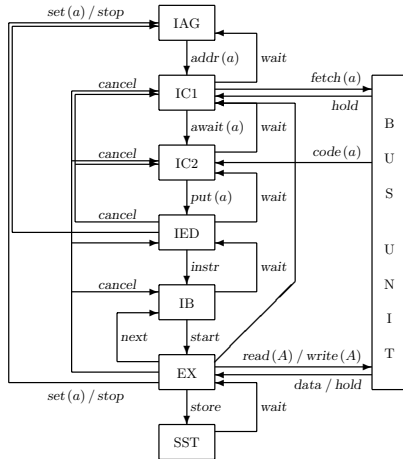 set(a) / stop
IAG
addr(a)
wait
fetch(a)
cancel
IC1
hold
await(a)
wait
cancel
IC2
code(a)
put(a)
wait
cancel
IED
instr
wait
cancel
IB
next
start
read(A) / write(A)
EX
set(a) / stop
data / hold
store
wait
SST
B
U
S
U
N
I
T